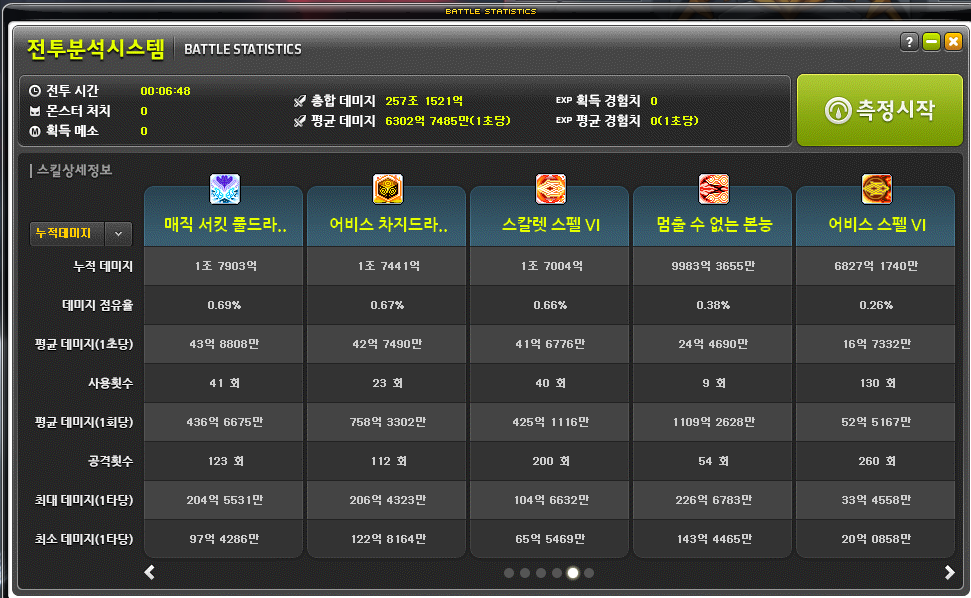 BATTLE STATISTICS
전투분석시스템 BATTLE STATISTICS
?
전투 시간 00:06:48
몬스터 처치 0
획득 메소 0
총합 데미지 257조 1521억
평균 데미지 6302억 7485만(1초당)
EXP 획득 경험치 0
EXP 평균 경험치 0(1초당)
측정시작
스킬상세정보
누적데미지 매직 서킷 풀드라.. 어비스 차지드라.. 스칼렛 스펠 VI 멈출 수 없는 본능 어비스 스펠 VI
누적 데미지 1조 7903억 1조 7441억 1조 7004억 9983억 3655만 6827억 1740만
데미지 점유율 0.69% 0.67% 0.66% 0.38% 0.26%
평균 데미지(1초당) 43억 8808만 42억 7490만 41억 6776만 24억 4690만 16억 7332만
사용횟수 41 회 23 회 40 회 9 회 130 회
평균 데미지(1회당) 436억 6675만 758억 3302만 425억 1116만 1109억 2628만 52억 5167만
공격횟수 123 회 112 회 200 회 54 회 260 회
최대 데미지(1타당) 204억 5531만 206억 4323만 104억 6632만 226억 6783만 33억 4558만
최소 데미지(1타당) 97억 4286만 122억 8164만 65억 5469만 143억 4465만 20억 0858만